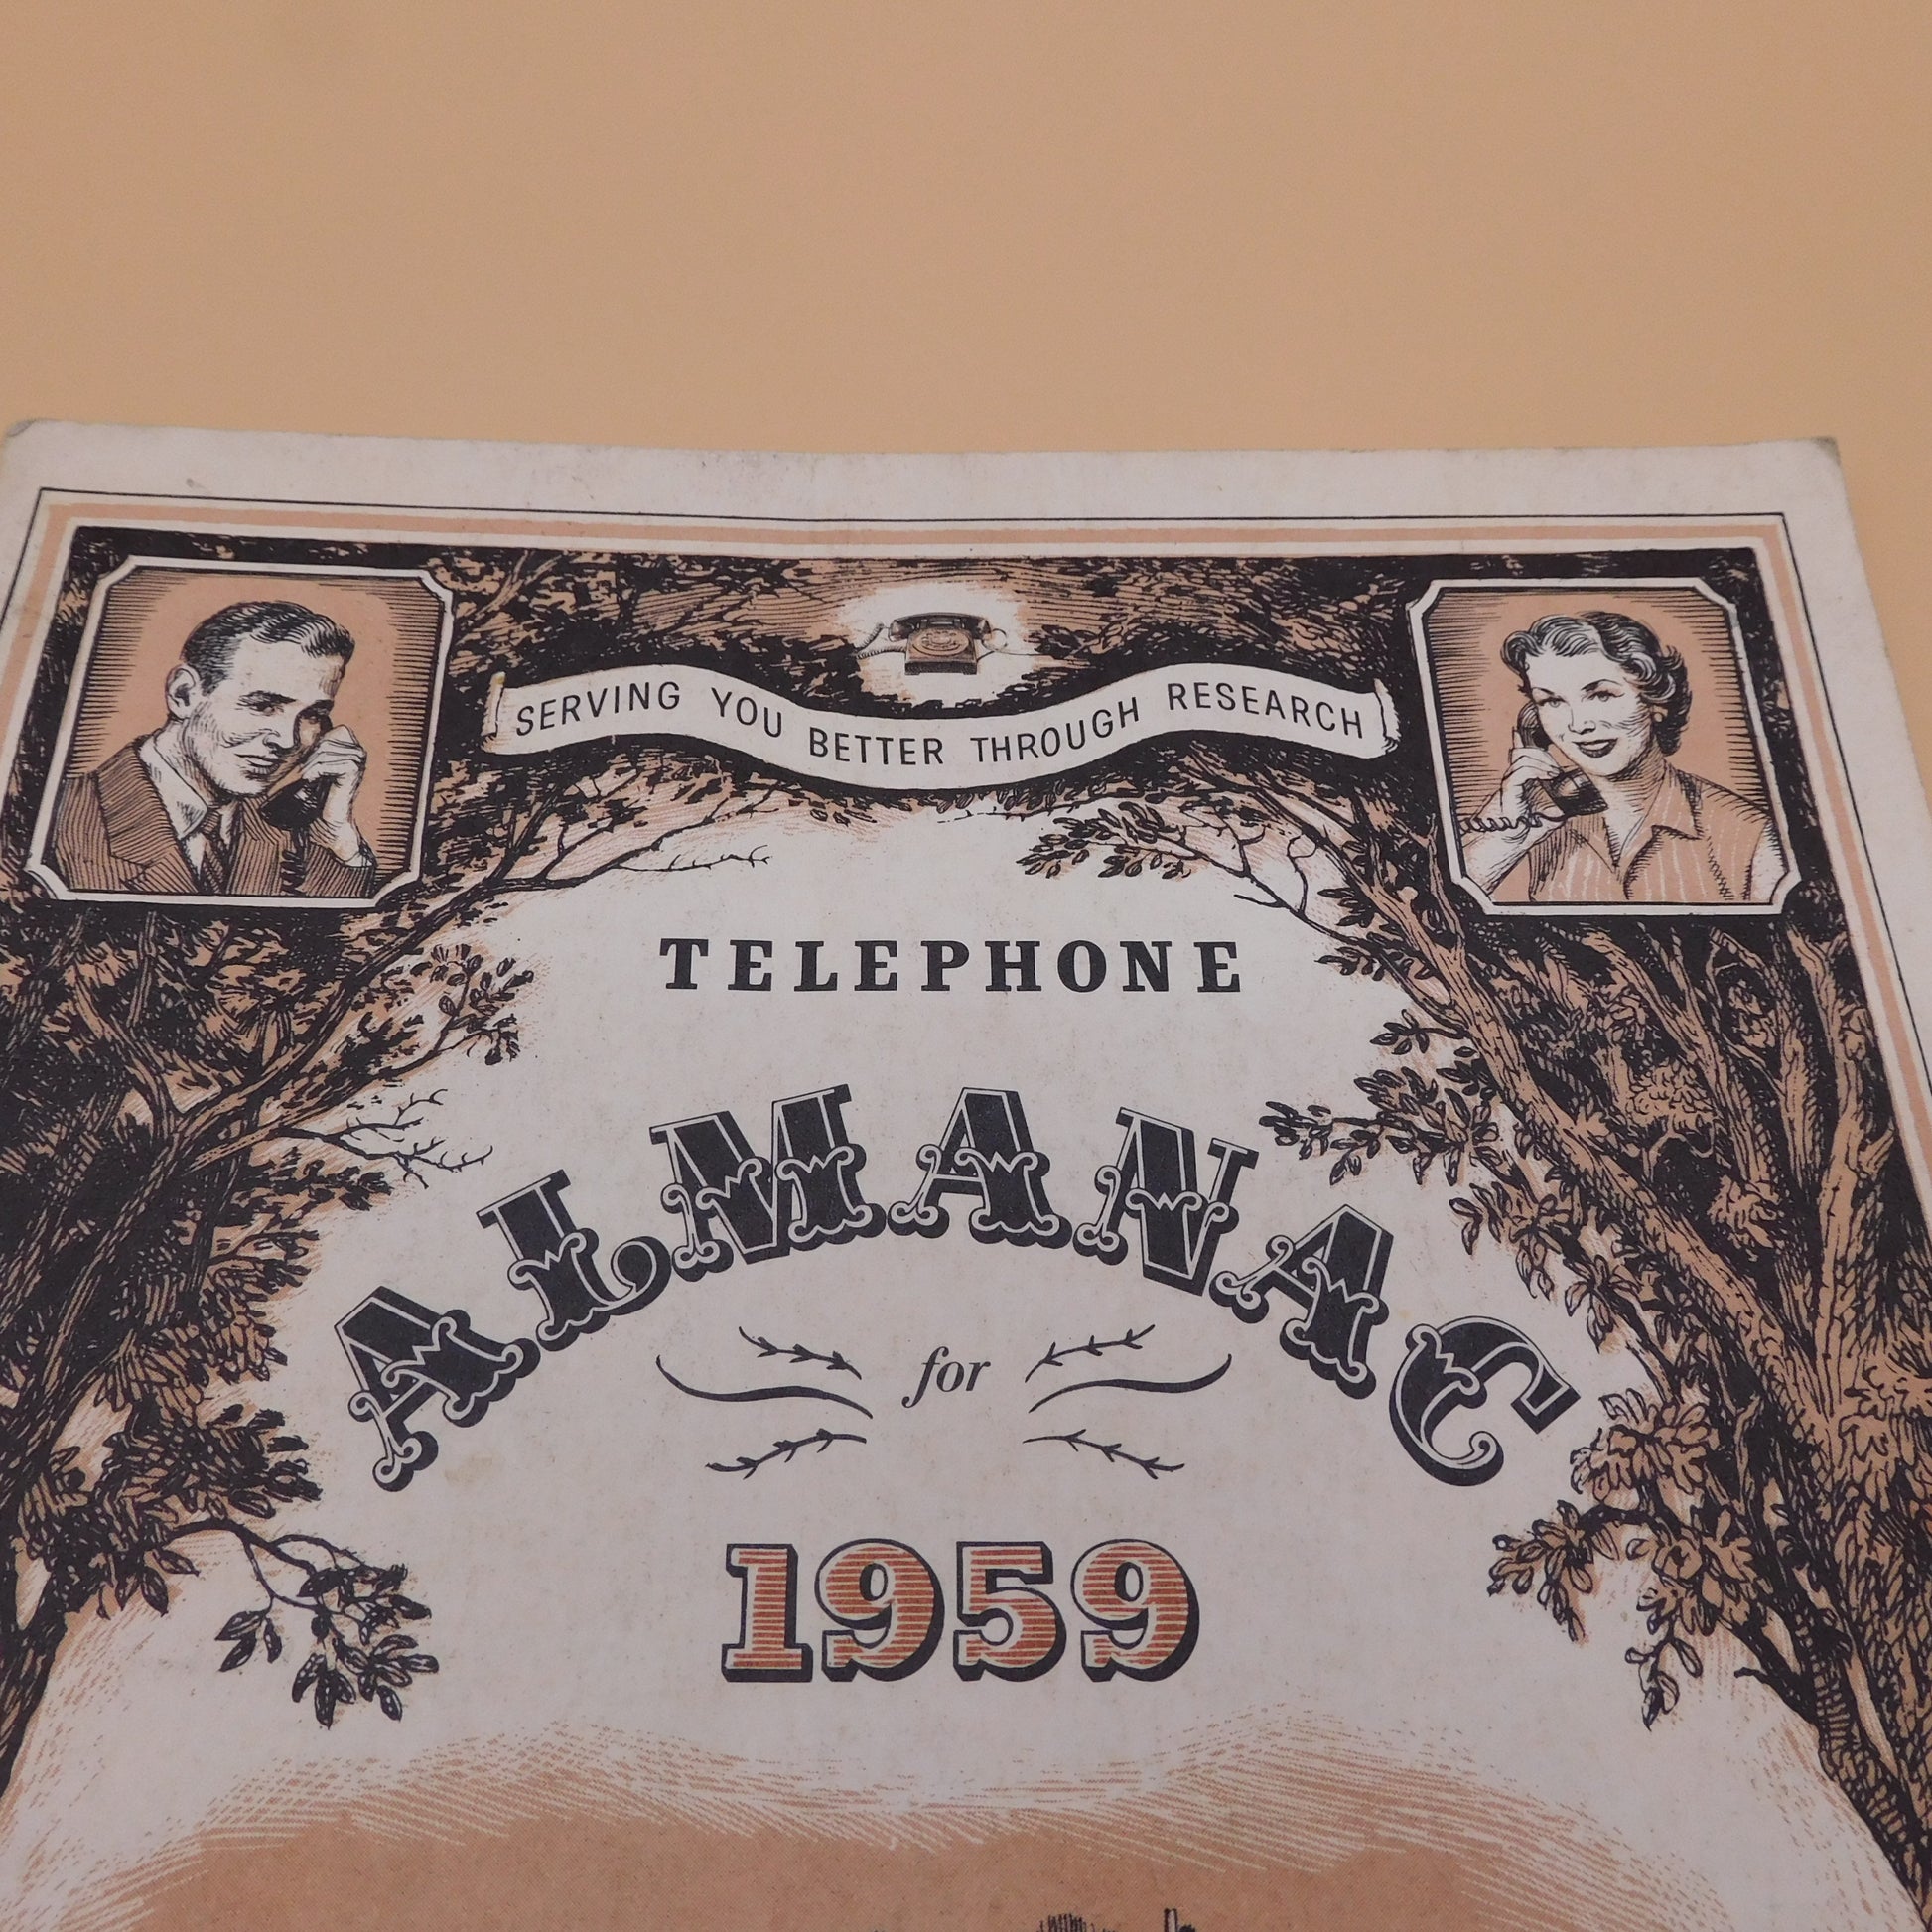 SERVING YOU BETTER THROUGH RESEARCH
TELEPHONE
ALMANAC
for
1959